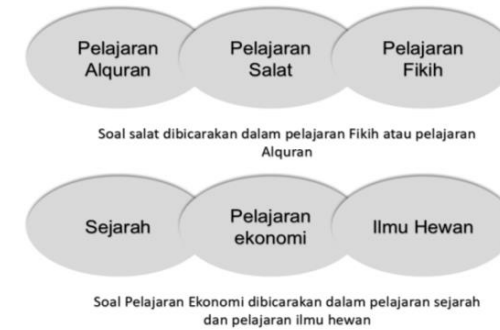 Pelajaran Alquran
Pelajaran Salat
Pelajaran Fikih
Soal salat dibicarakan dalam pelajaran Fikih atau pelajaran
Alquran
Sejarah
Pelajaran ekonomi
Ilmu Hewan
Soal Pelajaran Ekonomi dibicarakan dalam pelajaran sejarah
dan pelajaran ilmu hewan